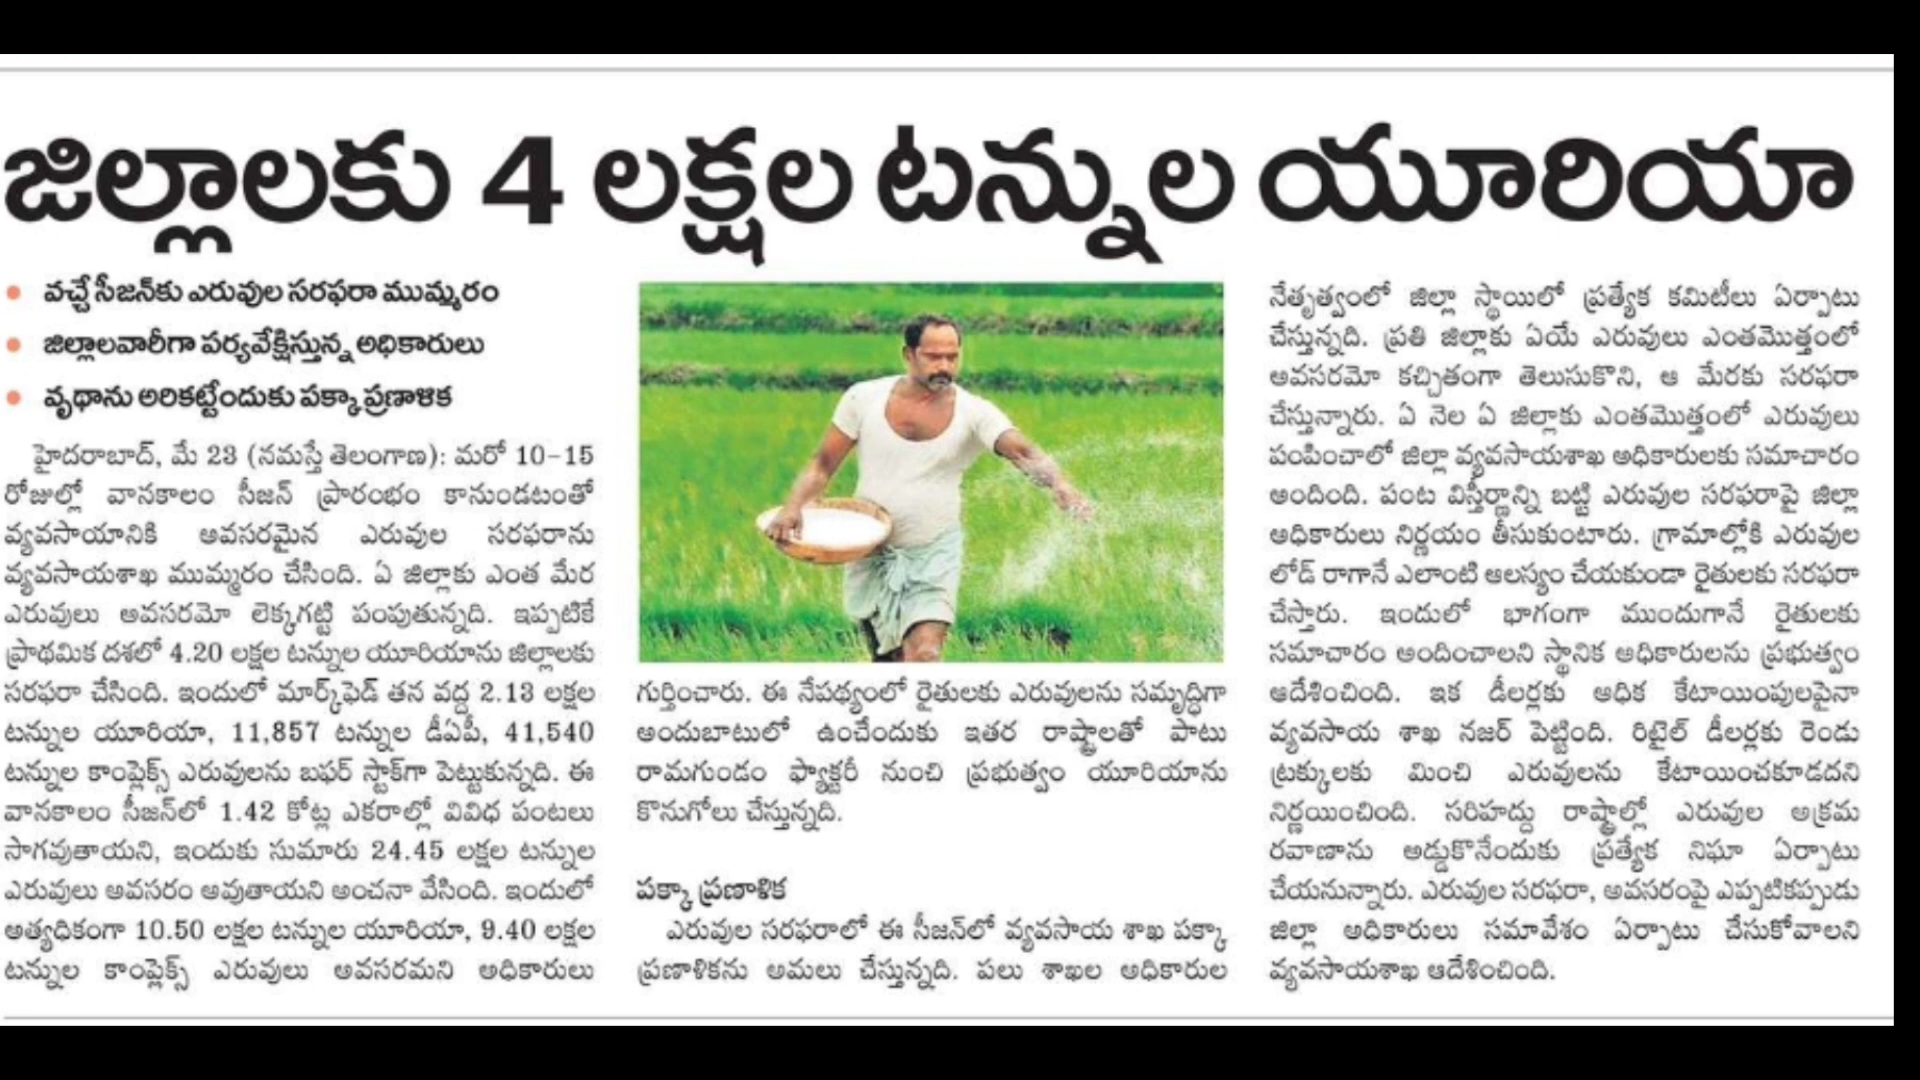 జిల్లాలకు 4 లక్షల టన్నుల యూరియా
• వచ్చే సీజన్‌కు ఎరువుల సరఫరా ముమ్మరం
• జిల్లాలవారీగా పర్యవేక్షిస్తున్న అధికారులు
• వృథాను అరికట్టేందుకు పక్కా ప్రణాళిక
హైదరాబాద్, మే 23 (నమస్తే తెలంగాణ): మరో 10-15
రోజుల్లో వానకాలం సీజన్ ప్రారంభం కానుండటంతో
వ్యవసాయానికి అవసరమైన ఎరువుల సరఫరాను
వ్యవసాయశాఖ ముమ్మరం చేసింది. ఏ జిల్లాకు ఎంత మేర
ఎరువులు అవసరమో లెక్కగట్టి పంపుతున్నది. ఇప్పటికే
ప్రాథమిక దశలో 4.20 లక్షల టన్నుల యూరియాను జిల్లాలకు
సరఫరా చేసింది. ఇందులో మార్క్‌ఫెడ్ తన వద్ద 2.13 లక్షల
టన్నుల యూరియా, 11,857 టన్నుల డీఏపీ, 41,540
టన్నుల కాంప్లెక్స్ ఎరువులను బఫర్ స్టాక్‌గా పెట్టుకున్నది. ఈ
వానకాలం సీజన్‌లో 1.42 కోట్ల ఎకరాల్లో వివిధ పంటలు
సాగవుతాయని, ఇందుకు సుమారు 24.45 లక్షల టన్నుల
ఎరువులు అవసరం అవుతాయని అంచనా వేసింది. ఇందులో
అత్యధికంగా 10.50 లక్షల టన్నుల యూరియా, 9.40 లక్షల
టన్నుల కాంప్లెక్స్ ఎరువులు అవసరమని అధికారులు
గుర్తించారు. ఈ నేపథ్యంలో రైతులకు ఎరువులను సమృద్ధిగా
అందుబాటులో ఉంచేందుకు ఇతర రాష్ట్రాలతో పాటు
రామగుండం ఫ్యాక్టరీ నుంచి ప్రభుత్వం యూరియాను
కొనుగోలు చేస్తున్నది.
పక్కా ప్రణాళిక
ఎరువుల సరఫరాలో ఈ సీజన్‌లో వ్యవసాయ శాఖ పక్కా
ప్రణాళికను అమలు చేస్తున్నది. పలు శాఖల అధికారుల
నేతృత్వంలో జిల్లా స్థాయిలో ప్రత్యేక కమిటీలు ఏర్పాటు
చేస్తున్నది. ప్రతి జిల్లాకు ఏయే ఎరువులు ఎంతమొత్తంలో
అవసరమో కచ్చితంగా తెలుసుకొని, ఆ మేరకు సరఫరా
చేస్తున్నారు. ఏ నెల ఏ జిల్లాకు ఎంతమొత్తంలో ఎరువులు
పంపించాలో జిల్లా వ్యవసాయశాఖ అధికారులకు సమాచారం
అందింది. పంట విస్తీర్ణాన్ని బట్టి ఎరువుల సరఫరాపై జిల్లా
అధికారులు నిర్ణయం తీసుకుంటారు. గ్రామాల్లోకి ఎరువుల
లోడ్ రాగానే ఎలాంటి ఆలస్యం చేయకుండా రైతులకు సరఫరా
చేస్తారు. ఇందులో భాగంగా ముందుగానే రైతులకు
సమాచారం అందించాలని స్థానిక అధికారులను ప్రభుత్వం
ఆదేశించింది. ఇక డీలర్లకు అధిక కేటాయింపులపైనా
వ్యవసాయ శాఖ నజర్ పెట్టింది. రిటైల్ డీలర్లకు రెండు
ట్రక్కులకు మించి ఎరువులను కేటాయించకూడదని
నిర్ణయించింది. సరిహద్దు రాష్ట్రాల్లో ఎరువుల అక్రమ
రవాణాను అడ్డుకొనేందుకు ప్రత్యేక నిఘా ఏర్పాటు
చేయనున్నారు. ఎరువుల సరఫరా, అవసరంపై ఎప్పటికప్పుడు
జిల్లా అధికారులు సమావేశం ఏర్పాటు చేసుకోవాలని
వ్యవసాయశాఖ ఆదేశించింది.